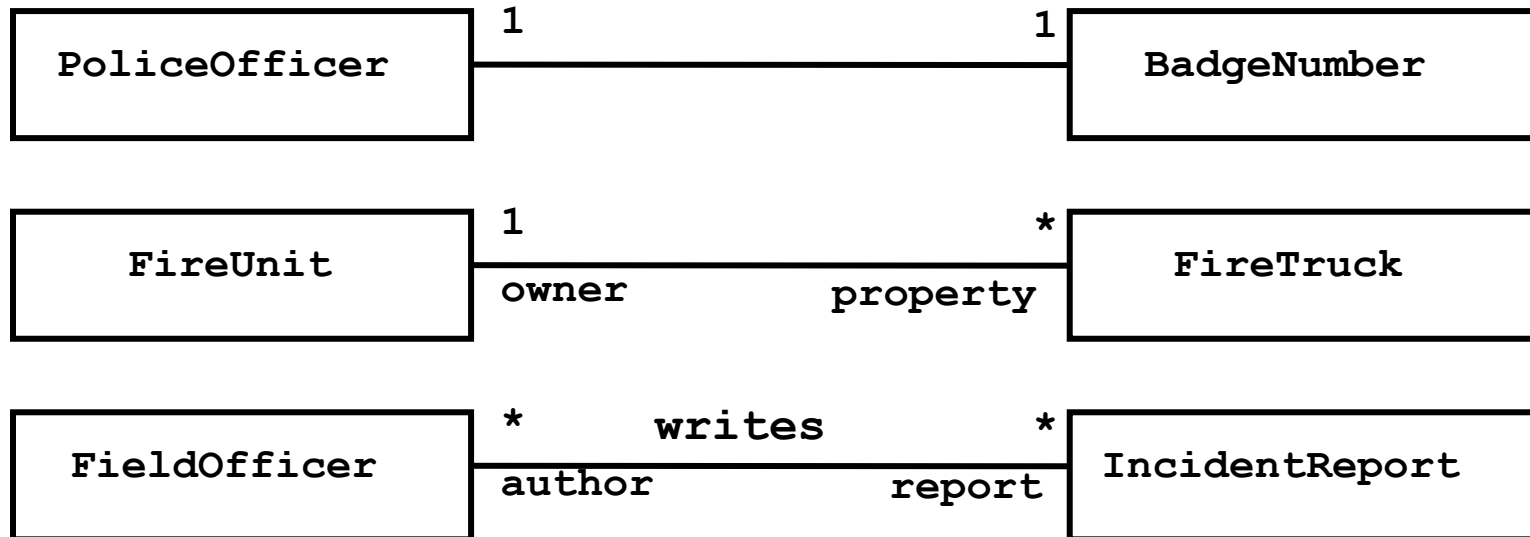 1 1
PoliceOfficer BadgeNumber
1 *
FireUnit FireTruck
owner property
* writes *
FieldOfficer IncidentReport
author report